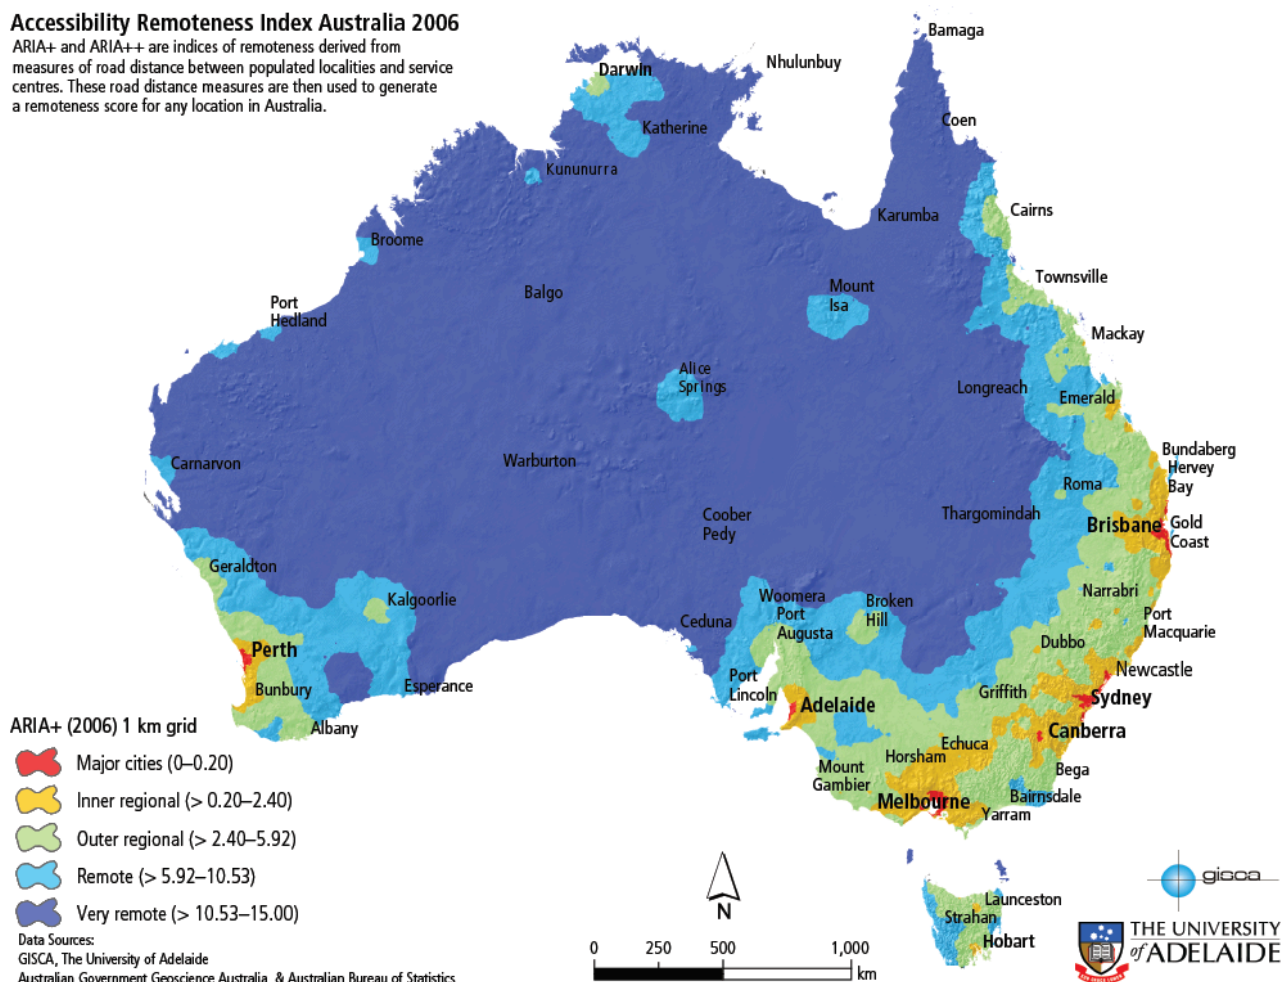 Accessibility Remoteness Index Australia 2006
ARIA+ and ARIA++ are indices of remoteness derived from
measures of road distance between populated localities and service
centres. These road distance measures are then used to generate
a remoteness score for any location in Australia.
Bamaga
Nhulunbuy
Darwin
Coen
Katherine
Kununurra
Cairns
Karumba
Broome
Townsville
Mount
Isa
Balgo
Port
Hedland
Mackay
Alice
Springs
Longreach
Emerald
Bundaberg
Hervey
Bay
Carnarvon
Warburton
Roma
Coober
Pedy
Thargomindah
Brisbane
Gold
Coast
Geraldton
Kalgoorlie
Woomera
Port
Augusta
Broken
Hill
Narrabri
Ceduna
Port
Macquarie
Dubbo
Perth
Newcastle
Bunbury
Esperance
Port
Lincoln
Griffith
Sydney
Adelaide
Albany
Canberra
Echuca
Horsham
Mount
Gambier
Bega
Bairnsdale
Melbourne
Yarram
Launceston
Strahan
Hobart
ARIA+ (2006) 1 km grid
Major cities (0–0.20)
Inner regional (> 0.20–2.40)
Outer regional (> 2.40–5.92)
Remote (> 5.92–10.53)
Very remote (> 10.53–15.00)
Data Sources:
GISCA, The University of Adelaide
Australian Government Geoscience Australia & Australian Bureau of Statistics
N
0 250 500 1,000
km
gisca
THE UNIVERSITY
of ADELAIDE